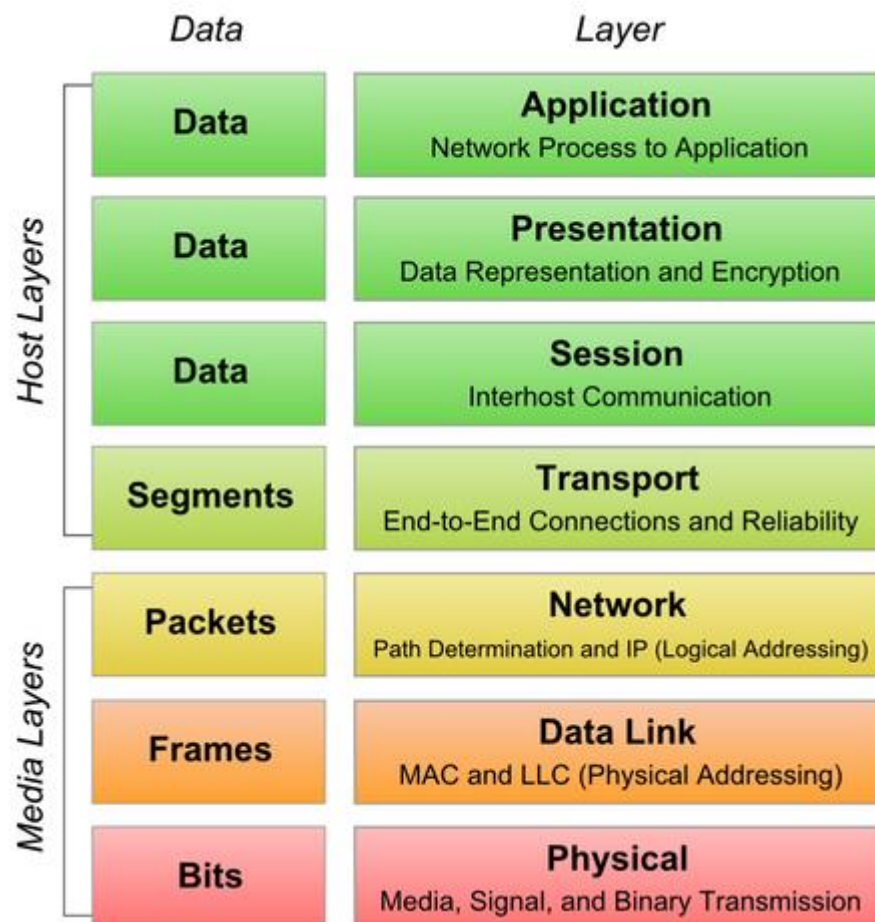 Data Layer
Host Layers
Data
Application
Network Process to Application
Data
Presentation
Data Representation and Encryption
Data
Session
Interhost Communication
Segments
Transport
End-to-End Connections and Reliability
Media Layers
Packets
Network
Path Determination and IP (Logical Addressing)
Frames
Data Link
MAC and LLC (Physical Addressing)
Bits
Physical
Media, Signal, and Binary Transmission